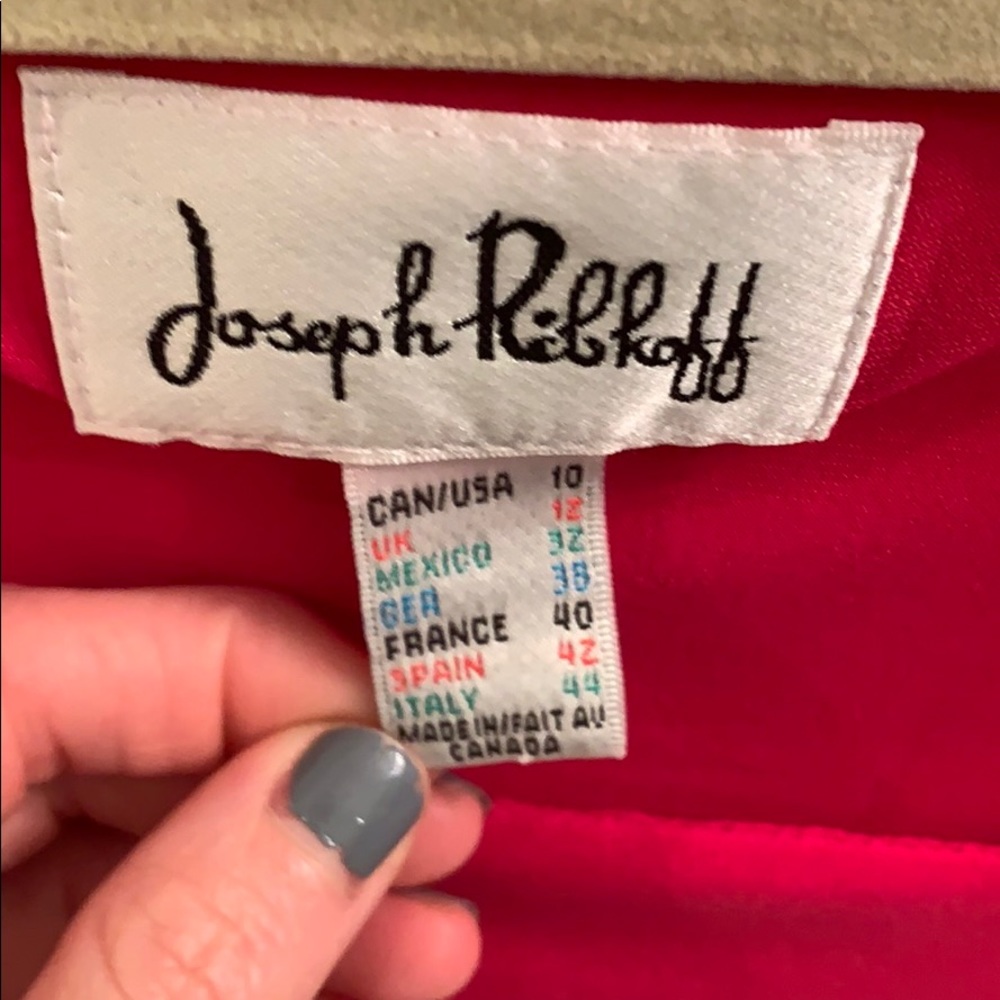 Joseph Ribkoff
CAN/USA 10
UK 12
MEXICO 32
GER 38
FRANCE 40
SPAIN 42
ITALY 44
MADE IN/FAIT AU
CANADA